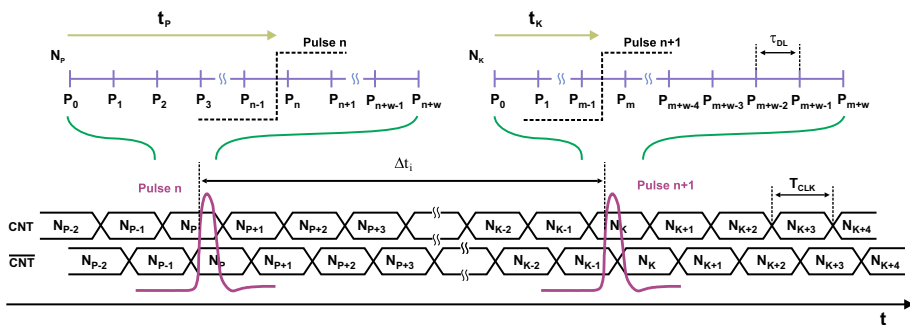 t_P t_K
N_P Pulse n N_K Pulse n+1 τ_DL
P_0 P_1 P_2 P_3 P_n-1 P_n P_n+1 P_n+w-1 P_n+w P_0 P_1 P_m-1 P_m P_m+w-4 P_m+w-3 P_m+w-2 P_m+w-1 P_m+w
Δt_i
Pulse n Pulse n+1 T_CLK
CNT N_P-2 N_P-1 N_P N_P+1 N_P+2 N_P+3 N_K-2 N_K-1 N_K N_K+1 N_K+2 N_K+3 N_K+4
C̅N̅T̅ N_P-2 N_P-1 N_P N_P+1 N_P+2 N_P+3 N_K-2 N_K-1 N_K N_K+1 N_K+2 N_K+3 N_K+4
t